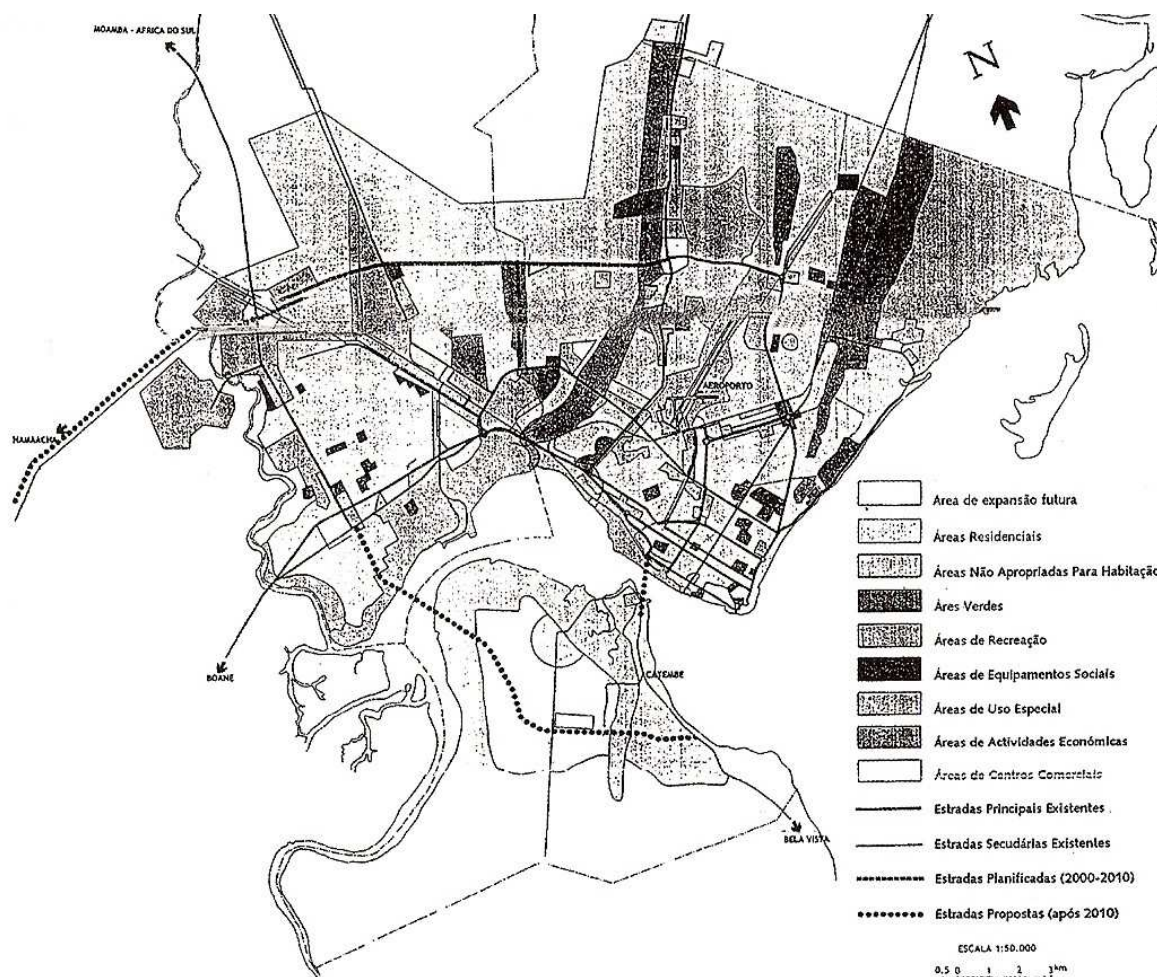 MOAMBA - AFRICA DO SUL
N
AEROPORTO
NAMAACHA
BOANE
CATEMBE
BELA VISTA
Area de expansão futura
Áreas Residenciais
Áreas Não Apropriadas Para Habitação
Áres Verdes
Áreas de Recreação
Áreas de Equipamentos Sociais
Áreas de Uso Especial
Áreas de Actividades Económicas
Áreas de Centros Comerciais
Estradas Principais Existentes
Estradas Secudárias Existentes
Estradas Planificadas (2000-2010)
Estradas Propostas (após 2010)
ESCALA 1:50.000
0.5 0 1 2 3km